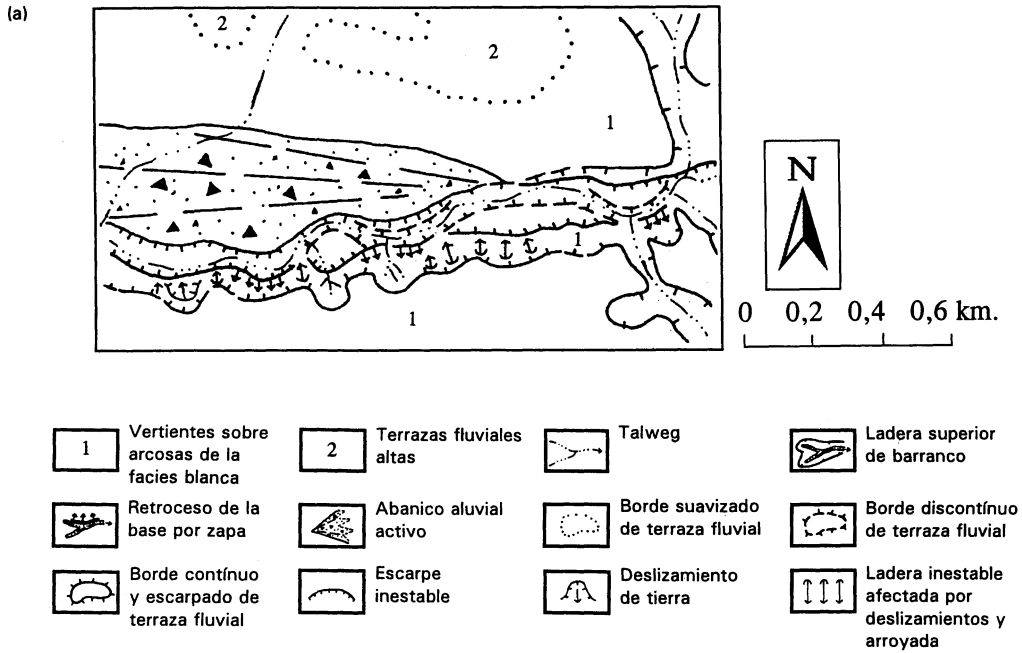 (a)
2
2
1
1
1
N
0 0,2 0,4 0,6 km.
1
Vertientes sobre
arcosas de la
facies blanca
2
Terrazas fluviales
altas
Talweg
Ladera superior
de barranco
Retroceso de la
base por zapa
Abanico aluvial
activo
Borde suavizado
de terraza fluvial
Borde discontínuo
de terraza fluvial
Borde contínuo
y escarpado de
terraza fluvial
Escarpe
inestable
Deslizamiento
de tierra
Ladera inestable
afectada por
deslizamientos y
arroyada